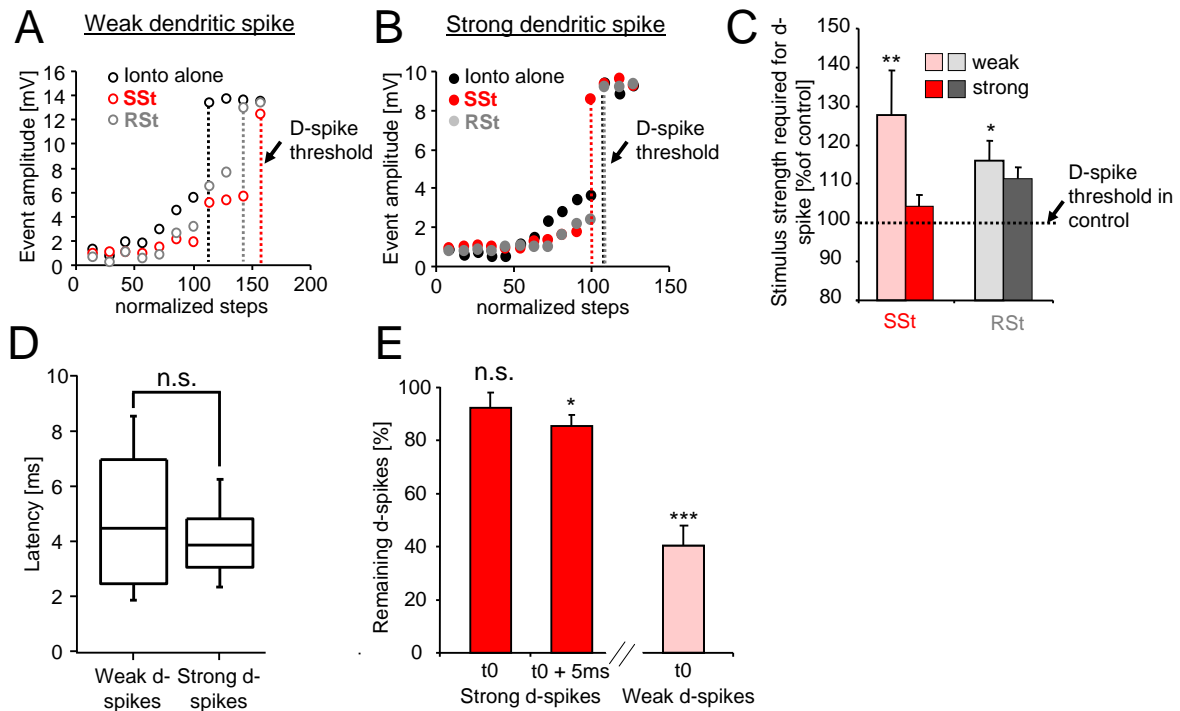 A
Weak dendritic spike
16
14
12
10
8
6
4
2
0
Event amplitude [mV]
Ionto alone
SSt
RSt
D-spike
threshold
0
50
100
150
200
normalized steps
B
Strong dendritic spike
10
8
6
4
2
0
Event amplitude [mV]
Ionto alone
SSt
RSt
D-spike
threshold
0
50
100
150
normalized steps
C
Stimulus strength required for d-
spike [%of control]
150
140
130
120
110
100
90
80
**
*
weak
strong
D-spike
threshold in
control
SSt
RSt
D
Latency [ms]
10
8
6
4
2
0
n.s.
Weak d-
spikes
Strong d-
spikes
E
Remaining d-spikes [%]
100
80
60
40
20
0
n.s.
*
***
t0
t0 + 5ms
t0
Strong d-spikes
Weak d-spikes